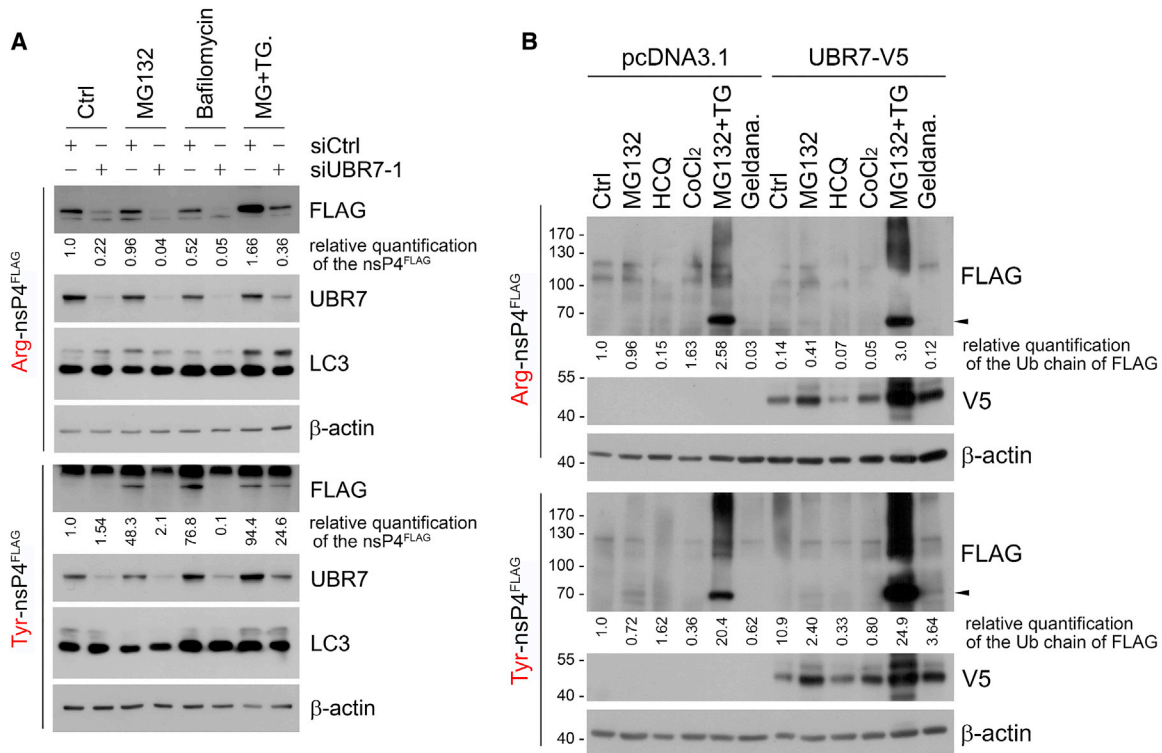 A
Ctrl
MG132
Bafilomycin
MG+TG.
+ − + − + − + − siCtrl
− + − + − + − + siUBR7-1
Arg-nsP4FLAG
FLAG
1.0 0.22 0.96 0.04 0.52 0.05 1.66 0.36
relative quantification
of the nsP4FLAG
UBR7
LC3
β-actin
Tyr-nsP4FLAG
FLAG
1.0 1.54 48.3 2.1 76.8 0.1 94.4 24.6
relative quantification
of the nsP4FLAG
UBR7
LC3
β-actin
B
pcDNA3.1 UBR7-V5
Ctrl MG132 HCQ CoCl2 MG132+TG Geldana. Ctrl MG132 HCQ CoCl2 MG132+TG Geldana.
Arg-nsP4FLAG
170 -
130 -
100 -
70 -
FLAG
1.0 0.96 0.15 1.63 2.58 0.03 0.14 0.41 0.07 0.05 3.0 0.12
relative quantification
of the Ub chain of FLAG
55 -
40 -
V5
40 -
β-actin
Tyr-nsP4FLAG
170 -
130 -
100 -
70 -
FLAG
1.0 0.72 1.62 0.36 20.4 0.62 10.9 2.40 0.33 0.80 24.9 3.64
relative quantification
of the Ub chain of FLAG
55 -
40 -
V5
40 -
β-actin